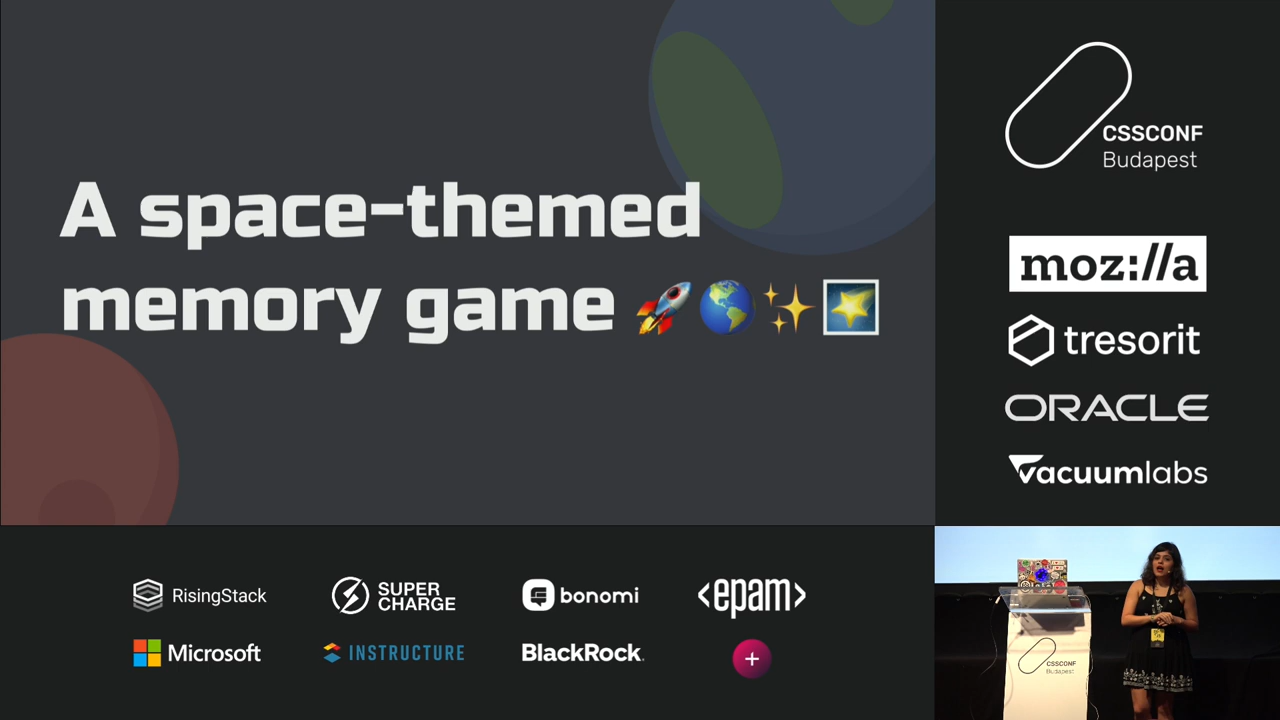 A space-themed
memory game
CSSCONF
Budapest
moz://a
tresorit
ORACLE
vacuumlabs
RisingStack
SUPER
CHARGE
bonomi
<epam>
Microsoft
INSTRUCTURE
BlackRock.
+
CSSCONF
Budapest